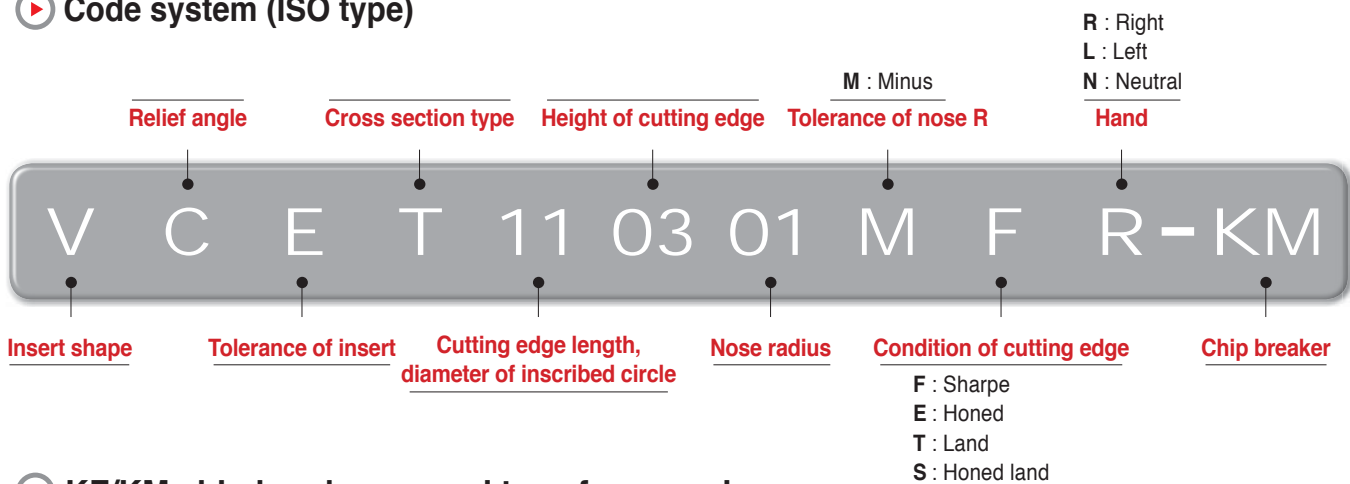 Code system (ISO type)
R : Right
L : Left
N : Neutral
M : Minus
Relief angle
Cross section type
Height of cutting edge
Tolerance of nose R
Hand
V C E T 11 03 01 M F R-KM
Insert shape
Tolerance of insert
Cutting edge length,
diameter of inscribed circle
Nose radius
Condition of cutting edge
Chip breaker
F : Sharpe
E : Honed
T : Land
S : Honed land